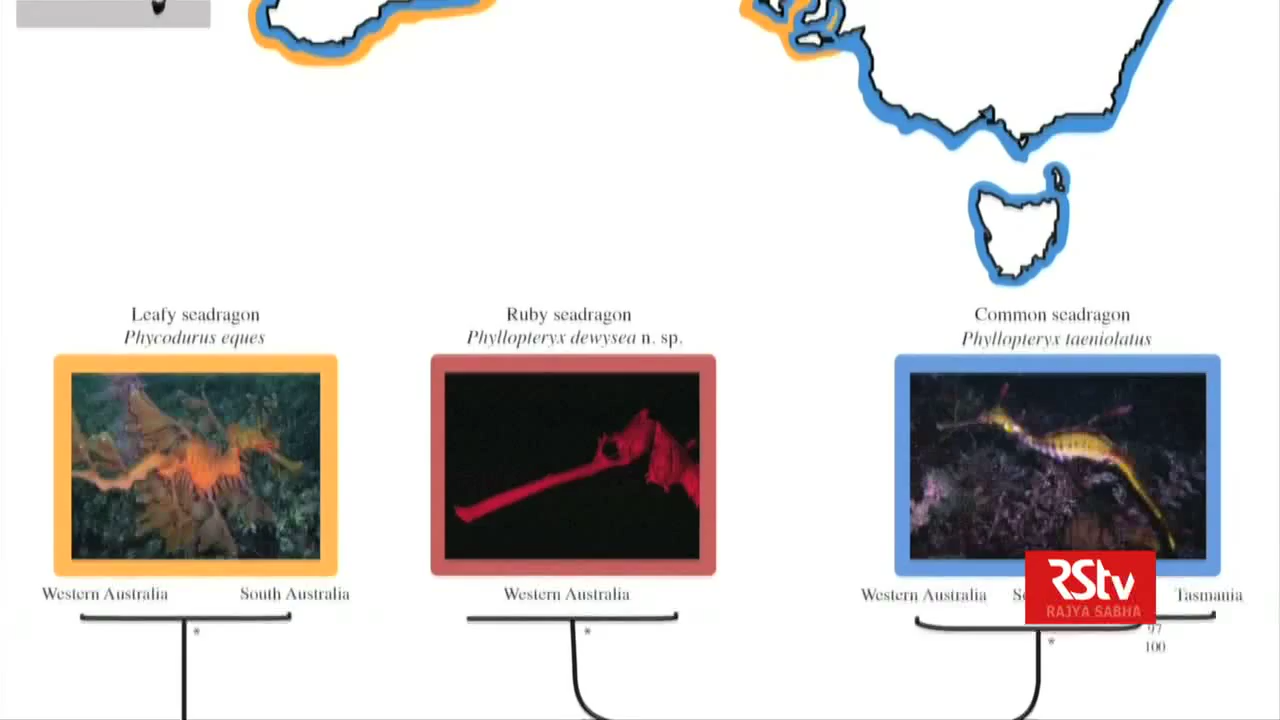 Leafy seadragon
Phycodurus eques
Ruby seadragon
Phyllopteryx dewysea n. sp.
Common seadragon
Phyllopteryx taeniolatus
Western Australia
South Australia
Western Australia
Western Australia
Tasmania
*
*
*
97
100
RStv
RAJYA SABHA